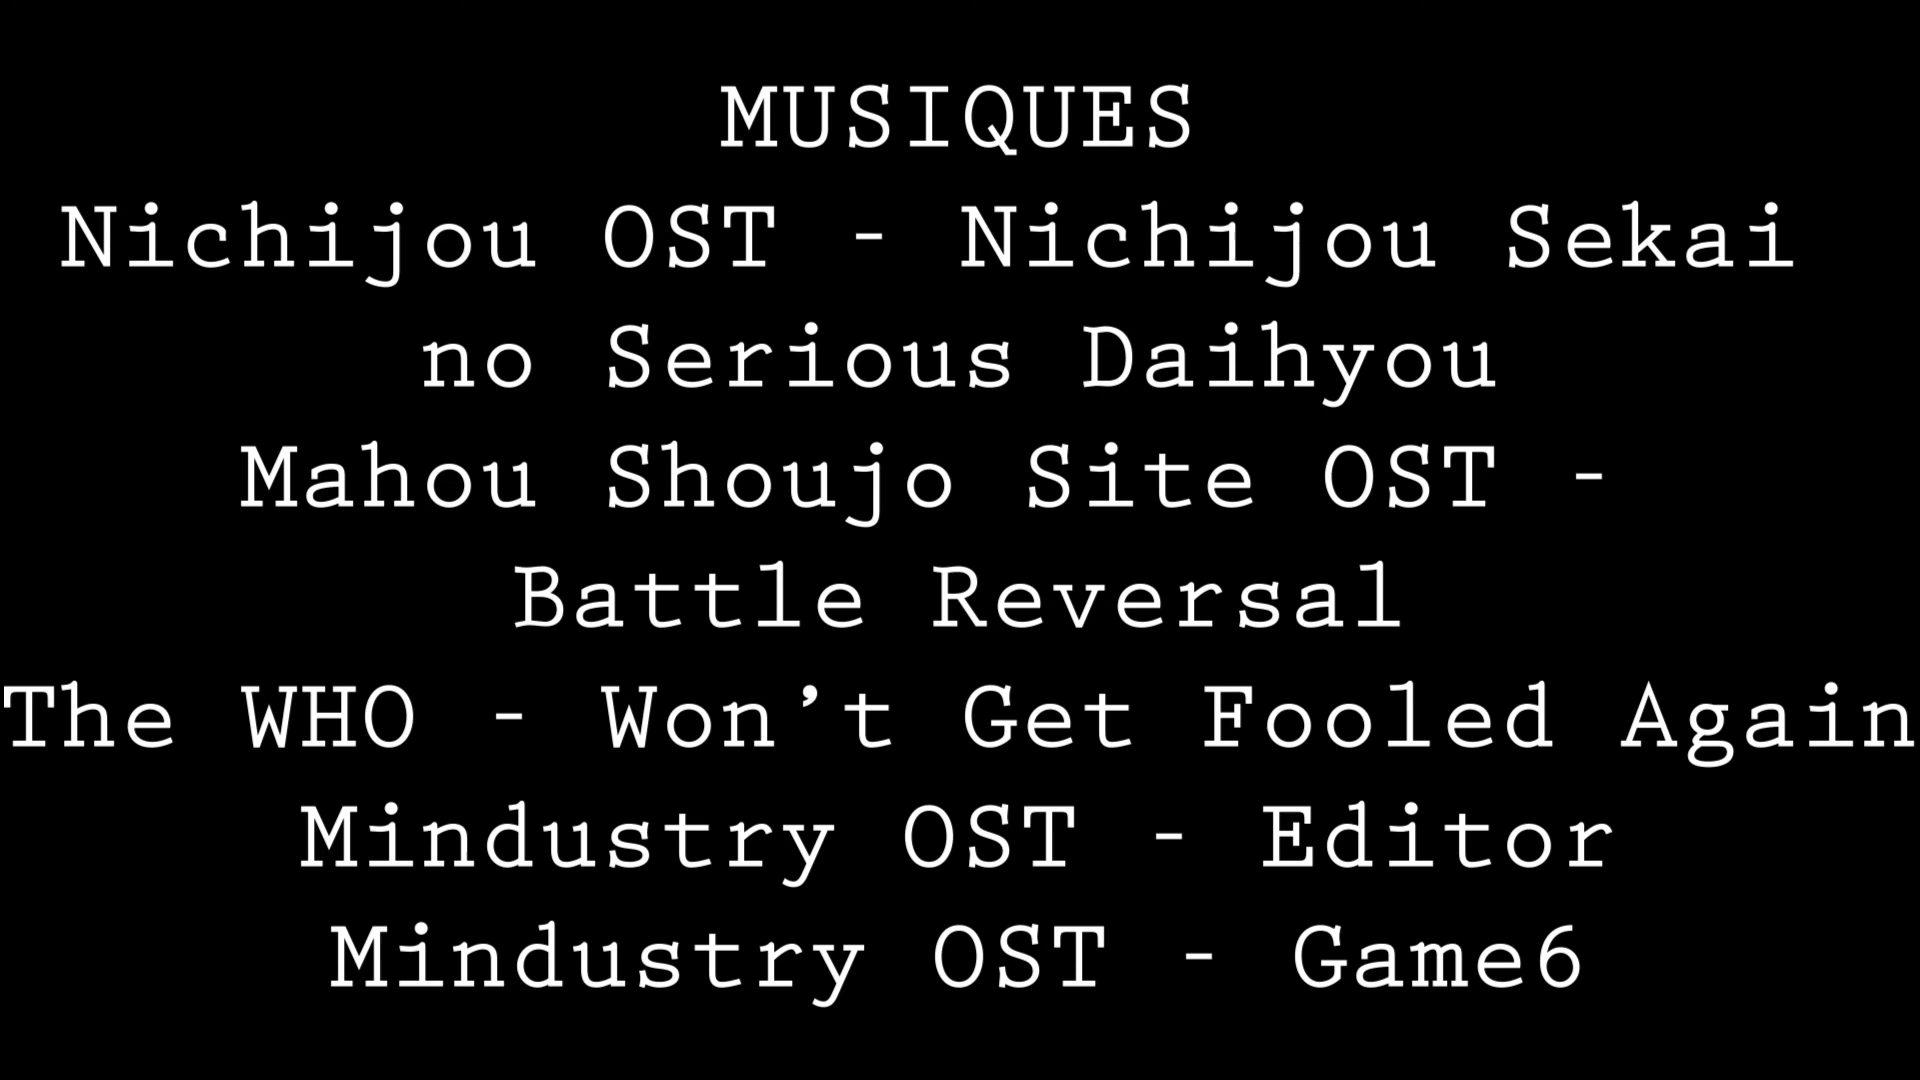 MUSIQUES
Nichijou OST - Nichijou Sekai
no Serious Daihyou
Mahou Shoujo Site OST -
Battle Reversal
The WHO - Won’t Get Fooled Again
Mindustry OST - Editor
Mindustry OST - Game6